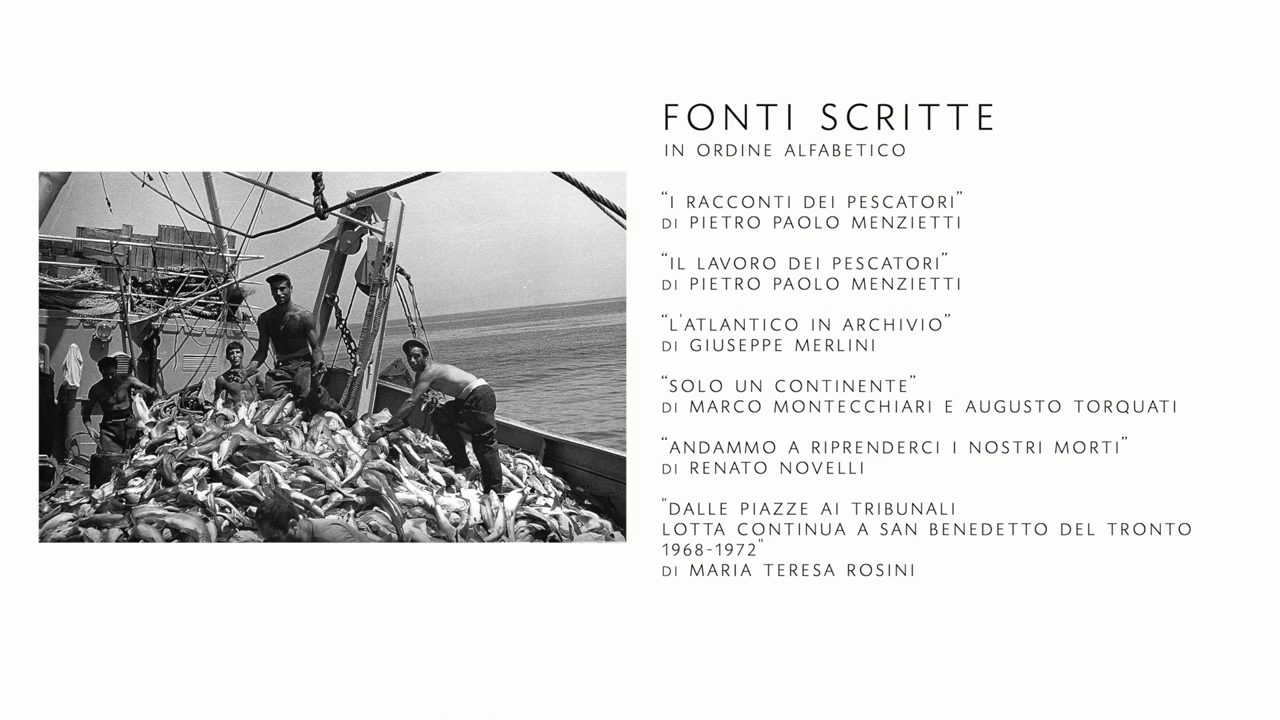 FONTI SCRITTE
IN ORDINE ALFABETICO
“I RACCONTI DEI PESCATORI”
DI PIETRO PAOLO MENZIETTI
“IL LAVORO DEI PESCATORI”
DI PIETRO PAOLO MENZIETTI
“L'ATLANTICO IN ARCHIVIO”
DI GIUSEPPE MERLINI
“SOLO UN CONTINENTE”
DI MARCO MONTECCHIARI E AUGUSTO TORQUATI
“ANDAMMO A RIPRENDERCI I NOSTRI MORTI”
DI RENATO NOVELLI
"DALLE PIAZZE AI TRIBUNALI
LOTTA CONTINUA A SAN BENEDETTO DEL TRONTO
1968-1972"
DI MARIA TERESA ROSINI